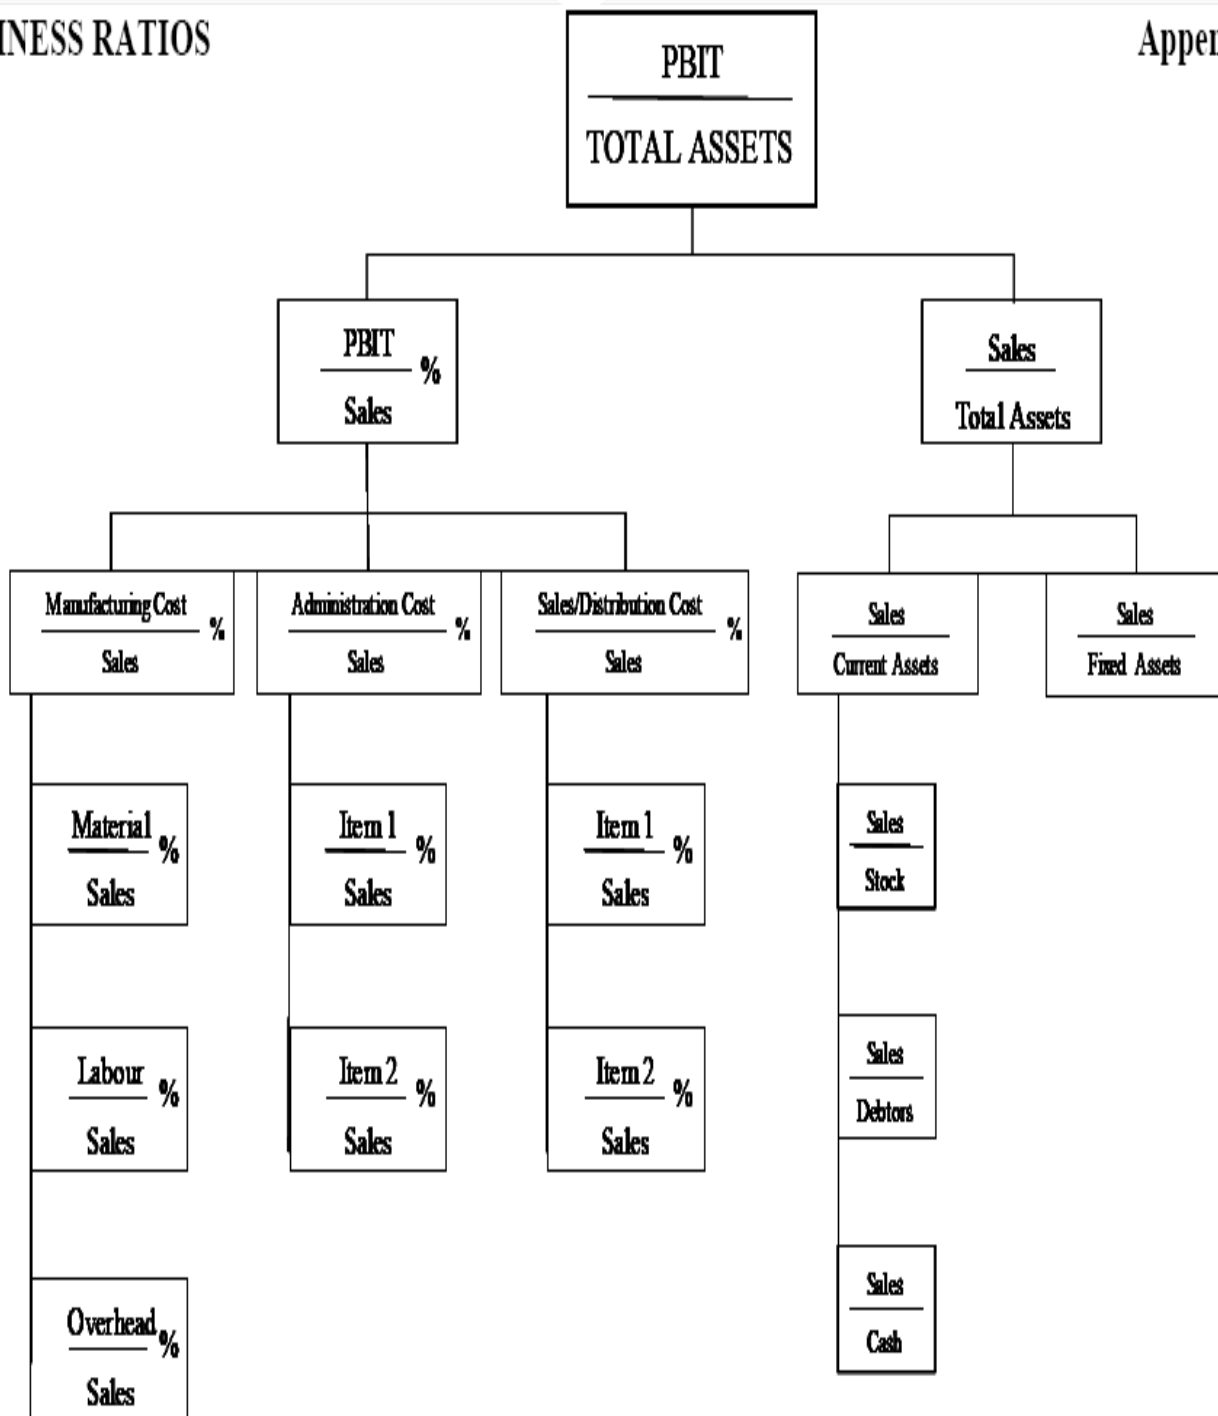 INESS RATIOS
Apper
PBIT
TOTAL ASSETS
PBIT
%
Sales
Sales
Total Assets
Manufacturing Cost
%
Sales
Administration Cost
%
Sales
Sales/Distribution Cost
%
Sales
Sales
Current Assets
Sales
Fixed Assets
Material
%
Sales
Item 1
%
Sales
Item 1
%
Sales
Sales
Stock
Labour
%
Sales
Item 2
%
Sales
Item 2
%
Sales
Sales
Debtors
Overhead
%
Sales
Sales
Cash